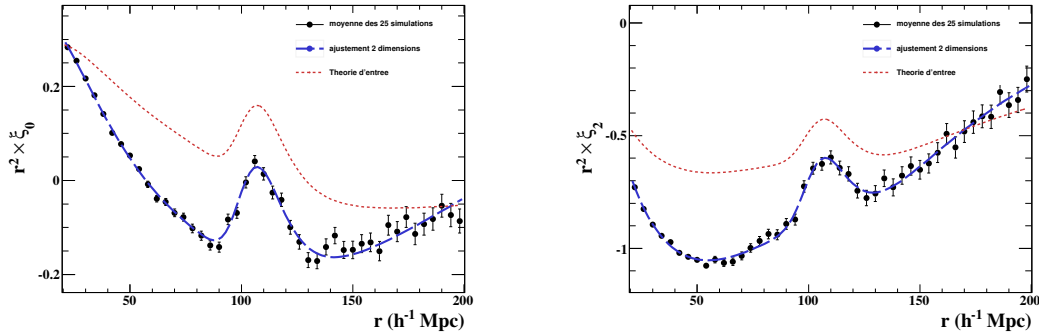 r² × ξ₀
0.2
0
-0.2
moyenne des 25 simulations
ajustement 2 dimensions
Theorie d'entree
50
100
150
200
r (h⁻¹ Mpc)
r² × ξ₂
0
-0.5
-1
moyenne des 25 simulations
ajustement 2 dimensions
Theorie d'entree
50
100
150
200
r (h⁻¹ Mpc)